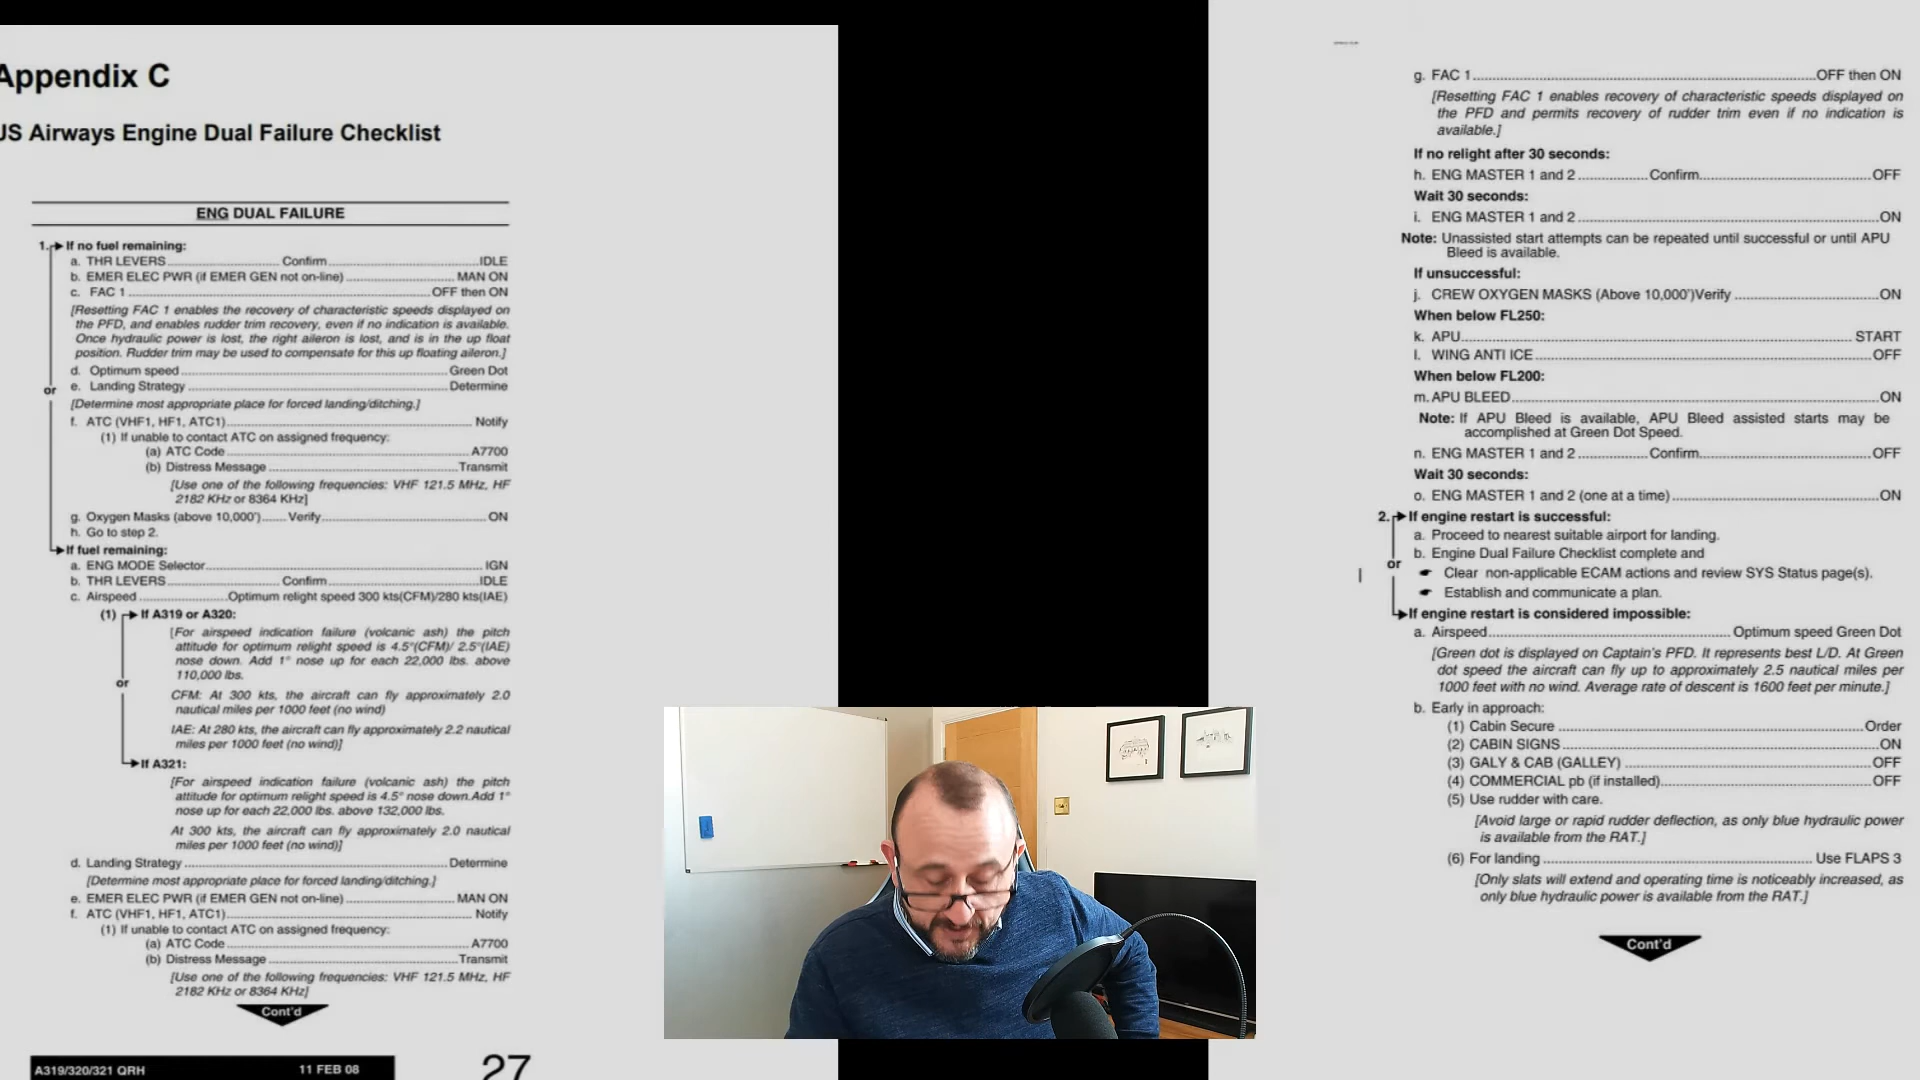 Appendix C
US Airways Engine Dual Failure Checklist
ENG DUAL FAILURE
1. If no fuel remaining:
a. THR LEVERS Confirm IDLE
b. EMER ELEC PWR (if EMER GEN not on-line) MAN ON
c. FAC 1 OFF then ON
[Resetting FAC 1 enables the recovery of characteristic speeds displayed on
the PFD, and enables rudder trim recovery, even if no indication is available.
Once hydraulic power is lost, the right aileron is lost, and is in the up float
position. Rudder trim may be used to compensate for this up floating aileron.]
d. Optimum speed Green Dot
or
e. Landing Strategy Determine
[Determine most appropriate place for forced landing/ditching.]
f. ATC (VHF1, HF1, ATC1) Notify
(1) If unable to contact ATC on assigned frequency:
(a) ATC Code A7700
(b) Distress Message Transmit
[Use one of the following frequencies: VHF 121.5 MHz, HF
2182 KHz or 8364 KHz]
g. Oxygen Masks (above 10,000') Verify ON
h. Go to step 2.
If fuel remaining:
a. ENG MODE Selector IGN
b. THR LEVERS Confirm IDLE
c. Airspeed Optimum relight speed 300 kts(CFM)/280 kts(IAE)
(1) If A319 or A320:
[For airspeed indication failure (volcanic ash) the pitch
attitude for optimum relight speed is 4.5°(CFM)/ 2.5°(IAE)
nose down. Add 1° nose up for each 22,000 lbs. above
110,000 lbs.
or
CFM: At 300 kts, the aircraft can fly approximately 2.0
nautical miles per 1000 feet (no wind)
IAE: At 280 kts, the aircraft can fly approximately 2.2 nautical
miles per 1000 feet (no wind)]
If A321:
[For airspeed indication failure (volcanic ash) the pitch
attitude for optimum relight speed is 4.5° nose down.Add 1°
nose up for each 22,000 lbs. above 132,000 lbs.
At 300 kts, the aircraft can fly approximately 2.0 nautical
miles per 1000 feet (no wind)]
d. Landing Strategy Determine
[Determine most appropriate place for forced landing/ditching.]
e. EMER ELEC PWR (if EMER GEN not on-line) MAN ON
f. ATC (VHF1, HF1, ATC1) Notify
(1) If unable to contact ATC on assigned frequency:
(a) ATC Code A7700
(b) Distress Message Transmit
[Use one of the following frequencies: VHF 121.5 MHz, HF
2182 KHz or 8364 KHz]
Cont'd
A319/320/321 QRH 11 FEB 08
27
g. FAC 1 OFF then ON
[Resetting FAC 1 enables recovery of characteristic speeds displayed on
the PFD and permits recovery of rudder trim even if no indication is
available.]
If no relight after 30 seconds:
h. ENG MASTER 1 and 2 Confirm OFF
Wait 30 seconds:
i. ENG MASTER 1 and 2 ON
Note: Unassisted start attempts can be repeated until successful or until APU
Bleed is available.
If unsuccessful:
j. CREW OXYGEN MASKS (Above 10,000')Verify ON
When below FL250:
k. APU START
l. WING ANTI ICE OFF
When below FL200:
m. APU BLEED ON
Note: If APU Bleed is available, APU Bleed assisted starts may be
accomplished at Green Dot Speed.
n. ENG MASTER 1 and 2 Confirm OFF
Wait 30 seconds:
o. ENG MASTER 1 and 2 (one at a time) ON
2. If engine restart is successful:
a. Proceed to nearest suitable airport for landing.
b. Engine Dual Failure Checklist complete and
or
Clear non-applicable ECAM actions and review SYS Status page(s).
Establish and communicate a plan.
If engine restart is considered impossible:
a. Airspeed Optimum speed Green Dot
[Green dot is displayed on Captain's PFD. It represents best L/D. At Green
dot speed the aircraft can fly up to approximately 2.5 nautical miles per
1000 feet with no wind. Average rate of descent is 1600 feet per minute.]
b. Early in approach:
(1) Cabin Secure Order
(2) CABIN SIGNS ON
(3) GALY & CAB (GALLEY) OFF
(4) COMMERCIAL pb (if installed) OFF
(5) Use rudder with care.
[Avoid large or rapid rudder deflection, as only blue hydraulic power
is available from the RAT.]
(6) For landing Use FLAPS 3
[Only slats will extend and operating time is noticeably increased, as
only blue hydraulic power is available from the RAT.]
Cont'd